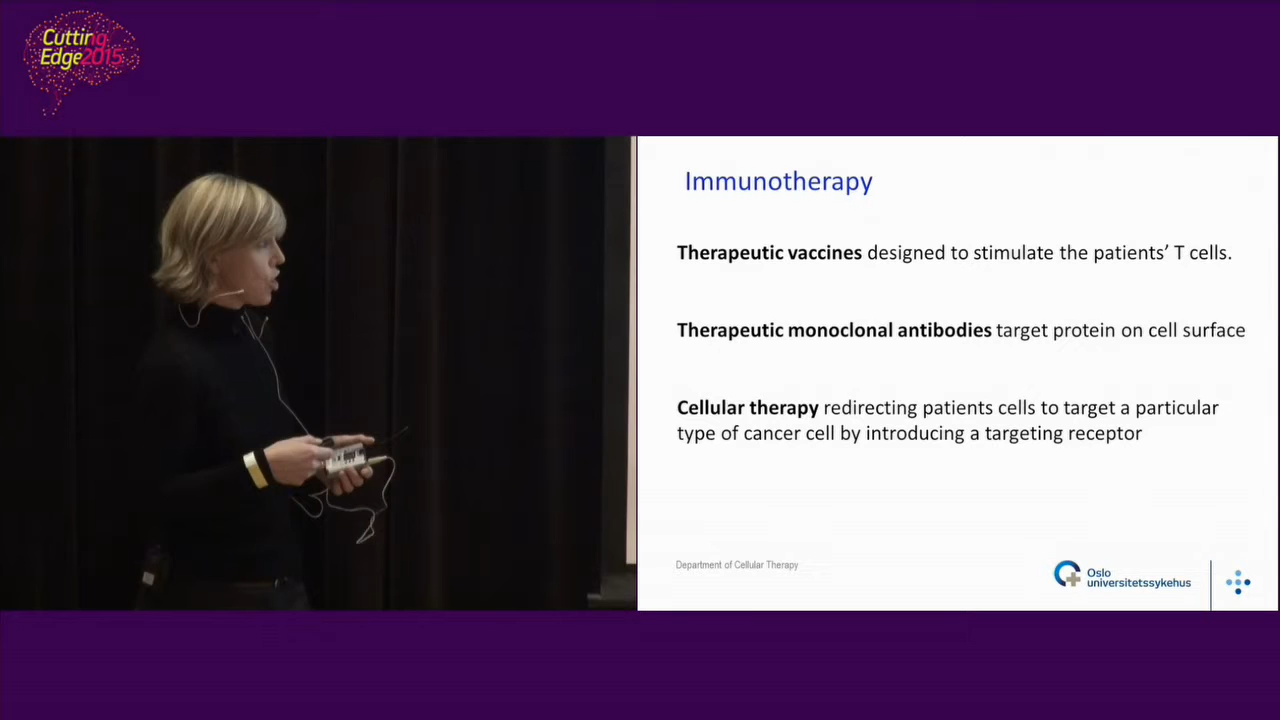 Cutting
Edge2015
Immunotherapy
Therapeutic vaccines designed to stimulate the patients’ T cells.
Therapeutic monoclonal antibodies target protein on cell surface
Cellular therapy redirecting patients cells to target a particular
type of cancer cell by introducing a targeting receptor
Department of Cellular Therapy
Oslo
universitetssykehus